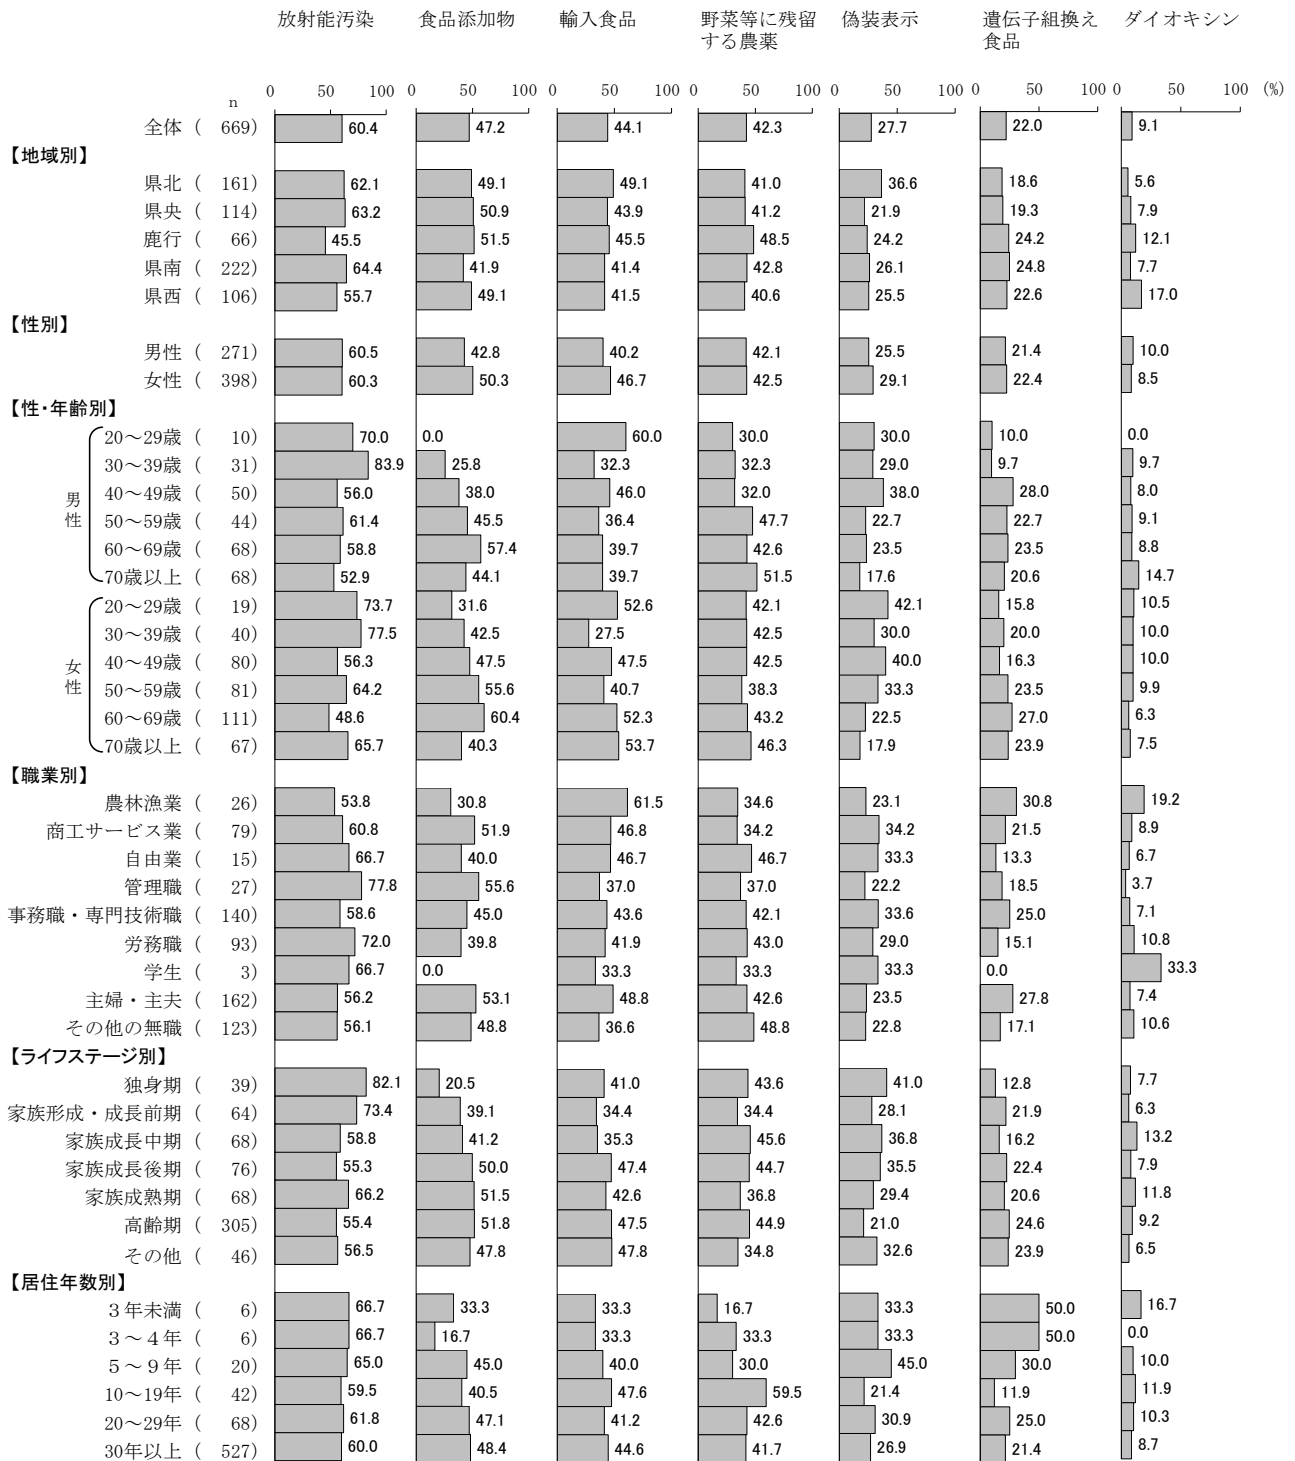 放射能汚染 食品添加物 輸入食品 野菜等に残留 偽装表示 遺伝子組換え ダイオキシン
する農薬 食品
0 50 100 0 50 100 0 50 100 0 50 100 0 50 100 0 50 100 0 50 100 (%)
n
全体 ( 669) 60.4 47.2 44.1 42.3 27.7 22.0 9.1
【地域別】
県北 ( 161) 62.1 49.1 49.1 41.0 36.6 18.6 5.6
県央 ( 114) 63.2 50.9 43.9 41.2 21.9 19.3 7.9
鹿行 ( 66) 45.5 51.5 45.5 48.5 24.2 24.2 12.1
県南 ( 222) 64.4 41.9 41.4 42.8 26.1 24.8 7.7
県西 ( 106) 55.7 49.1 41.5 40.6 25.5 22.6 17.0
【性別】
男性 ( 271) 60.5 42.8 40.2 42.1 25.5 21.4 10.0
女性 ( 398) 60.3 50.3 46.7 42.5 29.1 22.4 8.5
【性・年齢別】
男性
20～29歳 ( 10) 70.0 0.0 60.0 30.0 30.0 10.0 0.0
30～39歳 ( 31) 83.9 25.8 32.3 32.3 29.0 9.7 9.7
40～49歳 ( 50) 56.0 38.0 46.0 32.0 38.0 28.0 8.0
50～59歳 ( 44) 61.4 45.5 36.4 47.7 22.7 22.7 9.1
60～69歳 ( 68) 58.8 57.4 39.7 42.6 23.5 23.5 8.8
70歳以上 ( 68) 52.9 44.1 39.7 51.5 17.6 20.6 14.7
女性
20～29歳 ( 19) 73.7 31.6 52.6 42.1 42.1 15.8 10.5
30～39歳 ( 40) 77.5 42.5 27.5 42.5 30.0 20.0 10.0
40～49歳 ( 80) 56.3 47.5 47.5 42.5 40.0 16.3 10.0
50～59歳 ( 81) 64.2 55.6 40.7 38.3 33.3 23.5 9.9
60～69歳 ( 111) 48.6 60.4 52.3 43.2 22.5 27.0 6.3
70歳以上 ( 67) 65.7 40.3 53.7 46.3 17.9 23.9 7.5
【職業別】
農林漁業 ( 26) 53.8 30.8 61.5 34.6 23.1 30.8 19.2
商工サービス業 ( 79) 60.8 51.9 46.8 34.2 34.2 21.5 8.9
自由業 ( 15) 66.7 40.0 46.7 46.7 33.3 13.3 6.7
管理職 ( 27) 77.8 55.6 37.0 37.0 22.2 18.5 3.7
事務職・専門技術職 ( 140) 58.6 45.0 43.6 42.1 33.6 25.0 7.1
労務職 ( 93) 72.0 39.8 41.9 43.0 29.0 15.1 10.8
学生 ( 3) 66.7 0.0 33.3 33.3 33.3 0.0 33.3
主婦・主夫 ( 162) 56.2 53.1 48.8 42.6 23.5 27.8 7.4
その他の無職 ( 123) 56.1 48.8 36.6 48.8 22.8 17.1 10.6
【ライフステージ別】
独身期 ( 39) 82.1 20.5 41.0 43.6 41.0 12.8 7.7
家族形成・成長前期 ( 64) 73.4 39.1 34.4 34.4 28.1 21.9 6.3
家族成長中期 ( 68) 58.8 41.2 35.3 45.6 36.8 16.2 13.2
家族成長後期 ( 76) 55.3 50.0 47.4 44.7 35.5 22.4 7.9
家族成熟期 ( 68) 66.2 51.5 42.6 36.8 29.4 20.6 11.8
高齢期 ( 305) 55.4 51.8 47.5 44.9 21.0 24.6 9.2
その他 ( 46) 56.5 47.8 47.8 34.8 32.6 23.9 6.5
【居住年数別】
３年未満 ( 6) 66.7 33.3 33.3 16.7 33.3 50.0 16.7
３～４年 ( 6) 66.7 16.7 33.3 33.3 33.3 50.0 0.0
５～９年 ( 20) 65.0 45.0 40.0 30.0 45.0 30.0 10.0
10～19年 ( 42) 59.5 40.5 47.6 59.5 21.4 11.9 11.9
20～29年 ( 68) 61.8 47.1 41.2 42.6 30.9 25.0 10.3
30年以上 ( 527) 60.0 48.4 44.6 41.7 26.9 21.4 8.7